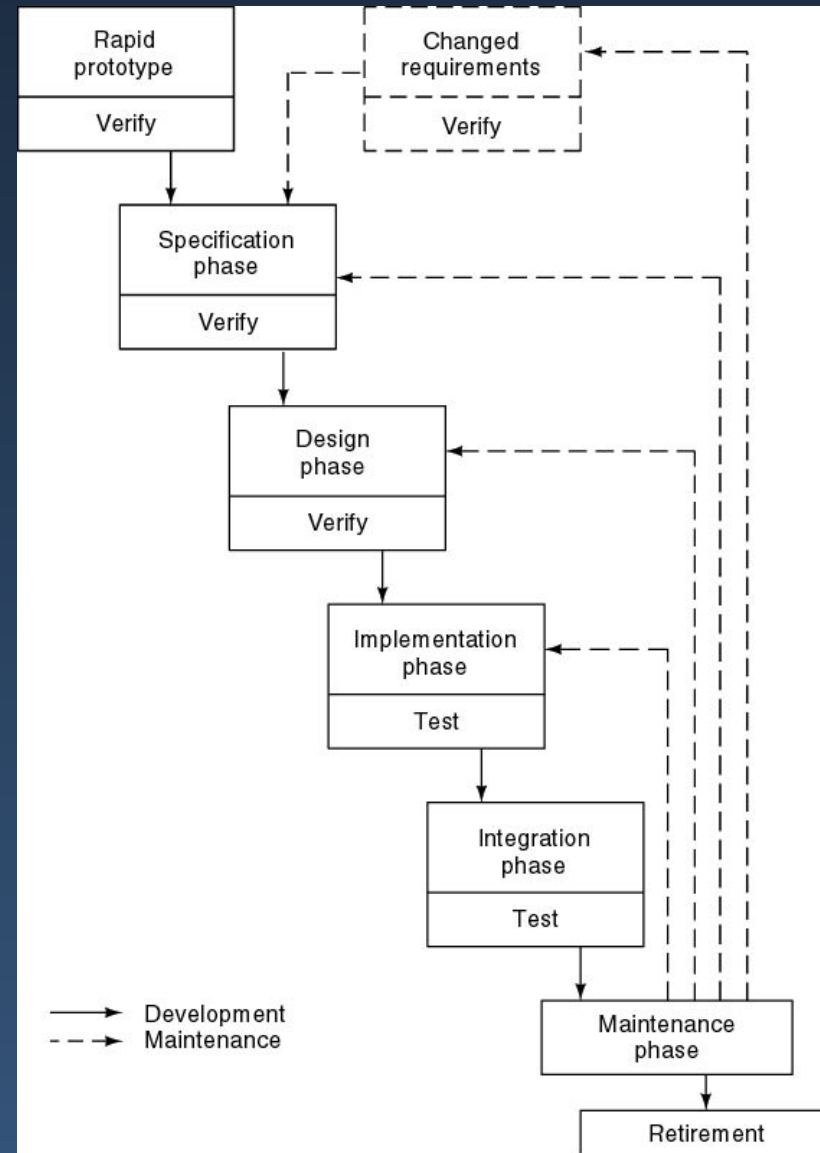 Rapid
prototype
Verify
Changed
requirements
Verify
Specification
phase
Verify
Design
phase
Verify
Implementation
phase
Test
Integration
phase
Test
Development
Maintenance
Maintenance
phase
Retirement